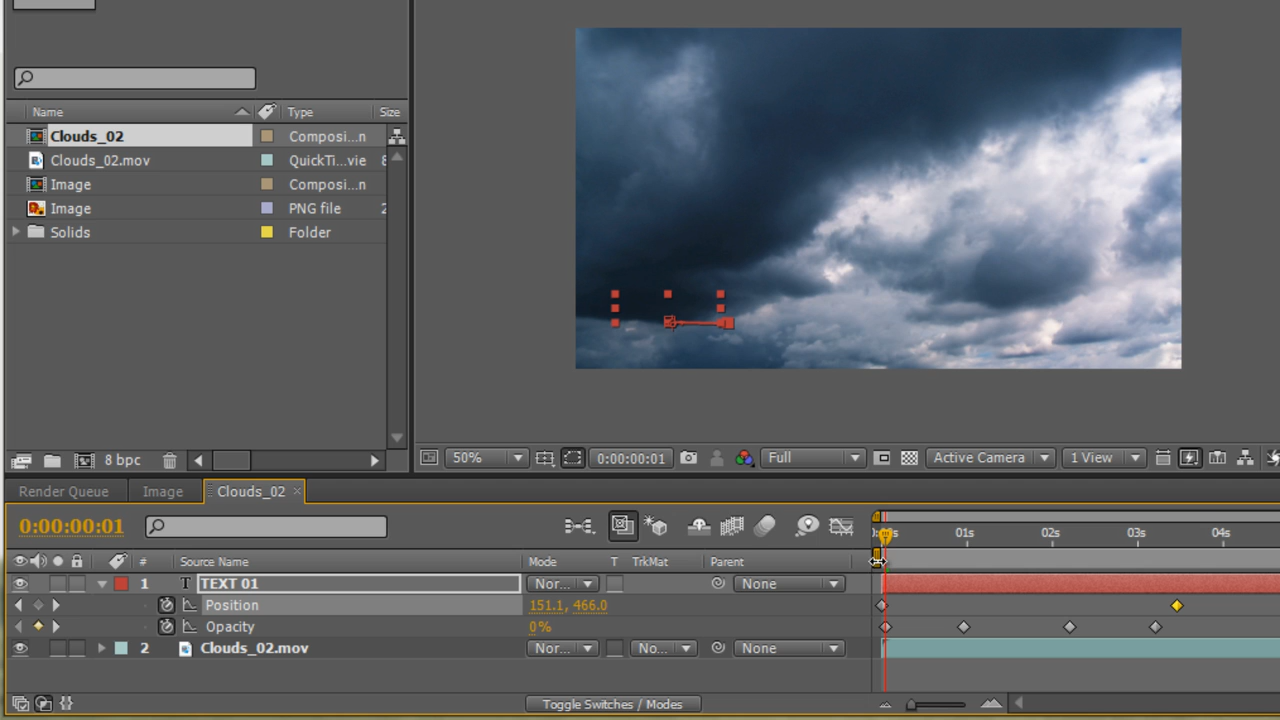 Name Type Size
Clouds_02 Composi...n
Clouds_02.mov QuickTi...vie 8
Image Composi...n
Image PNG file 2
Solids Folder
8 bpc
50% 0:00:00:01 Full Active Camera 1 View
Render Queue Image Clouds_02 ×
0:00:00:01
01s 02s 03s 04s
# Source Name Mode T TrkMat Parent
1 T TEXT 01 Nor... None
Position 151.1, 466.0
Opacity 0%
2 Clouds_02.mov Nor... No... None
Toggle Switches / Modes